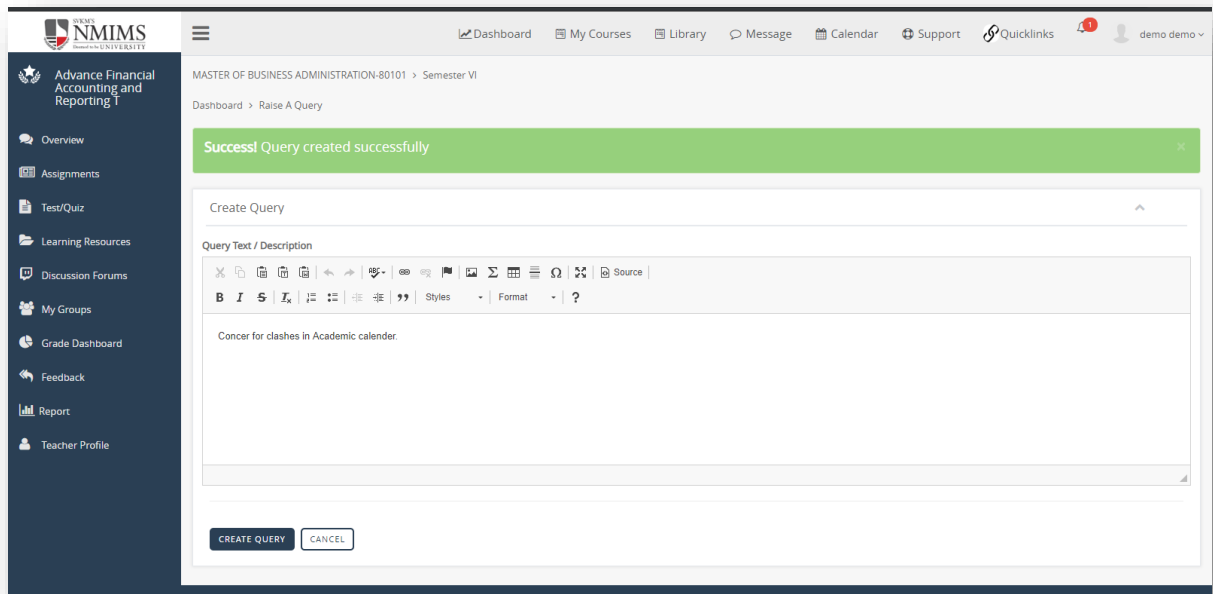 SVKM'S
NMIMS
Deemed to be UNIVERSITY
Dashboard
My Courses
Library
Message
Calendar
Support
Quicklinks
1
demo demo
Advance Financial
Accounting and
Reporting T
Overview
Assignments
Test/Quiz
Learning Resources
Discussion Forums
My Groups
Grade Dashboard
Feedback
Report
Teacher Profile
MASTER OF BUSINESS ADMINISTRATION-80101 > Semester VI
Dashboard > Raise A Query
Success! Query created successfully ×
Create Query
Query Text / Description
ABC
Σ
Ω
Source
B I S Ix
Styles
Format
?
Concer for clashes in Academic calender.
CREATE QUERY
CANCEL